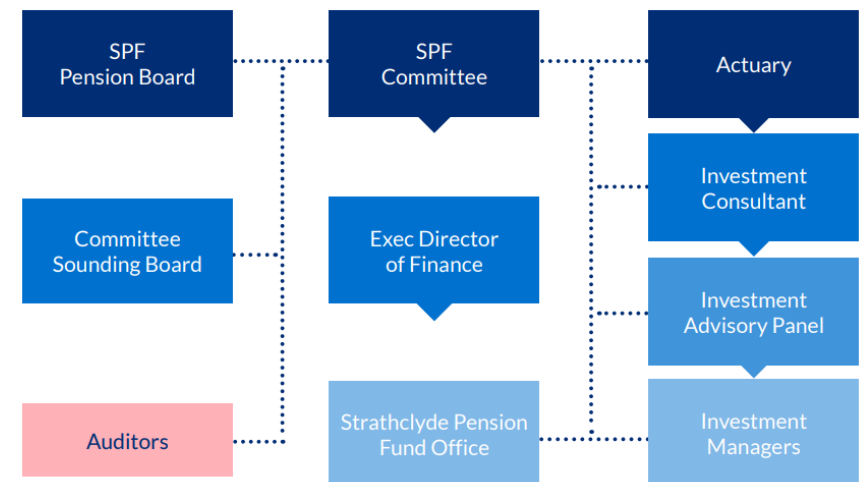 SPF
Pension Board
SPF
Committee
Actuary
Investment
Consultant
Committee
Sounding Board
Exec Director
of Finance
Investment
Advisory Panel
Auditors
Strathclyde Pension
Fund Office
Investment
Managers